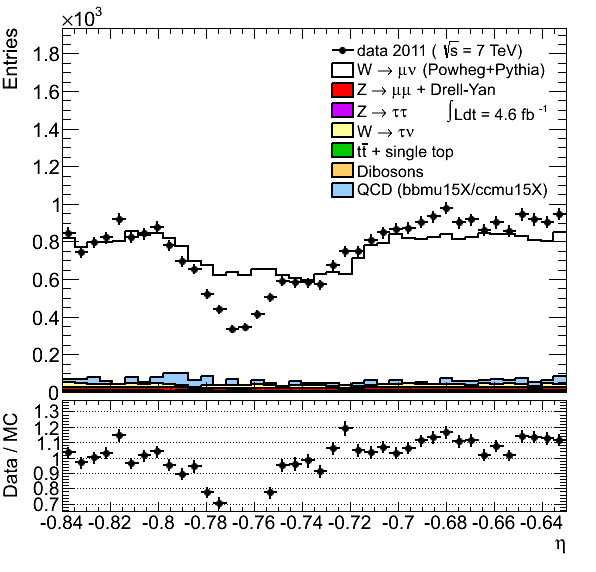 ×10³
Entries
1.8
1.6
1.4
1.2
1
0.8
0.6
0.4
0.2
0
data 2011 ( √s = 7 TeV)
W → μν (Powheg+Pythia)
Z → μμ + Drell-Yan
Z → ττ
∫Ldt = 4.6 fb⁻¹
W → τν
tt̅ + single top
Dibosons
QCD (bbmu15X/ccmu15X)
Data / MC
1.3
1.2
1.1
1
0.9
0.8
0.7
-0.84 -0.82 -0.8 -0.78 -0.76 -0.74 -0.72 -0.7 -0.68 -0.66 -0.64
η